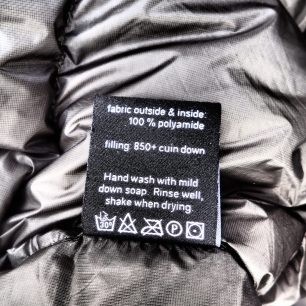 fabric outside & inside:
100 % polyamide
filling: 850+ cuin down
Hand wash with mild
down soap. Rinse well,
shake when drying.